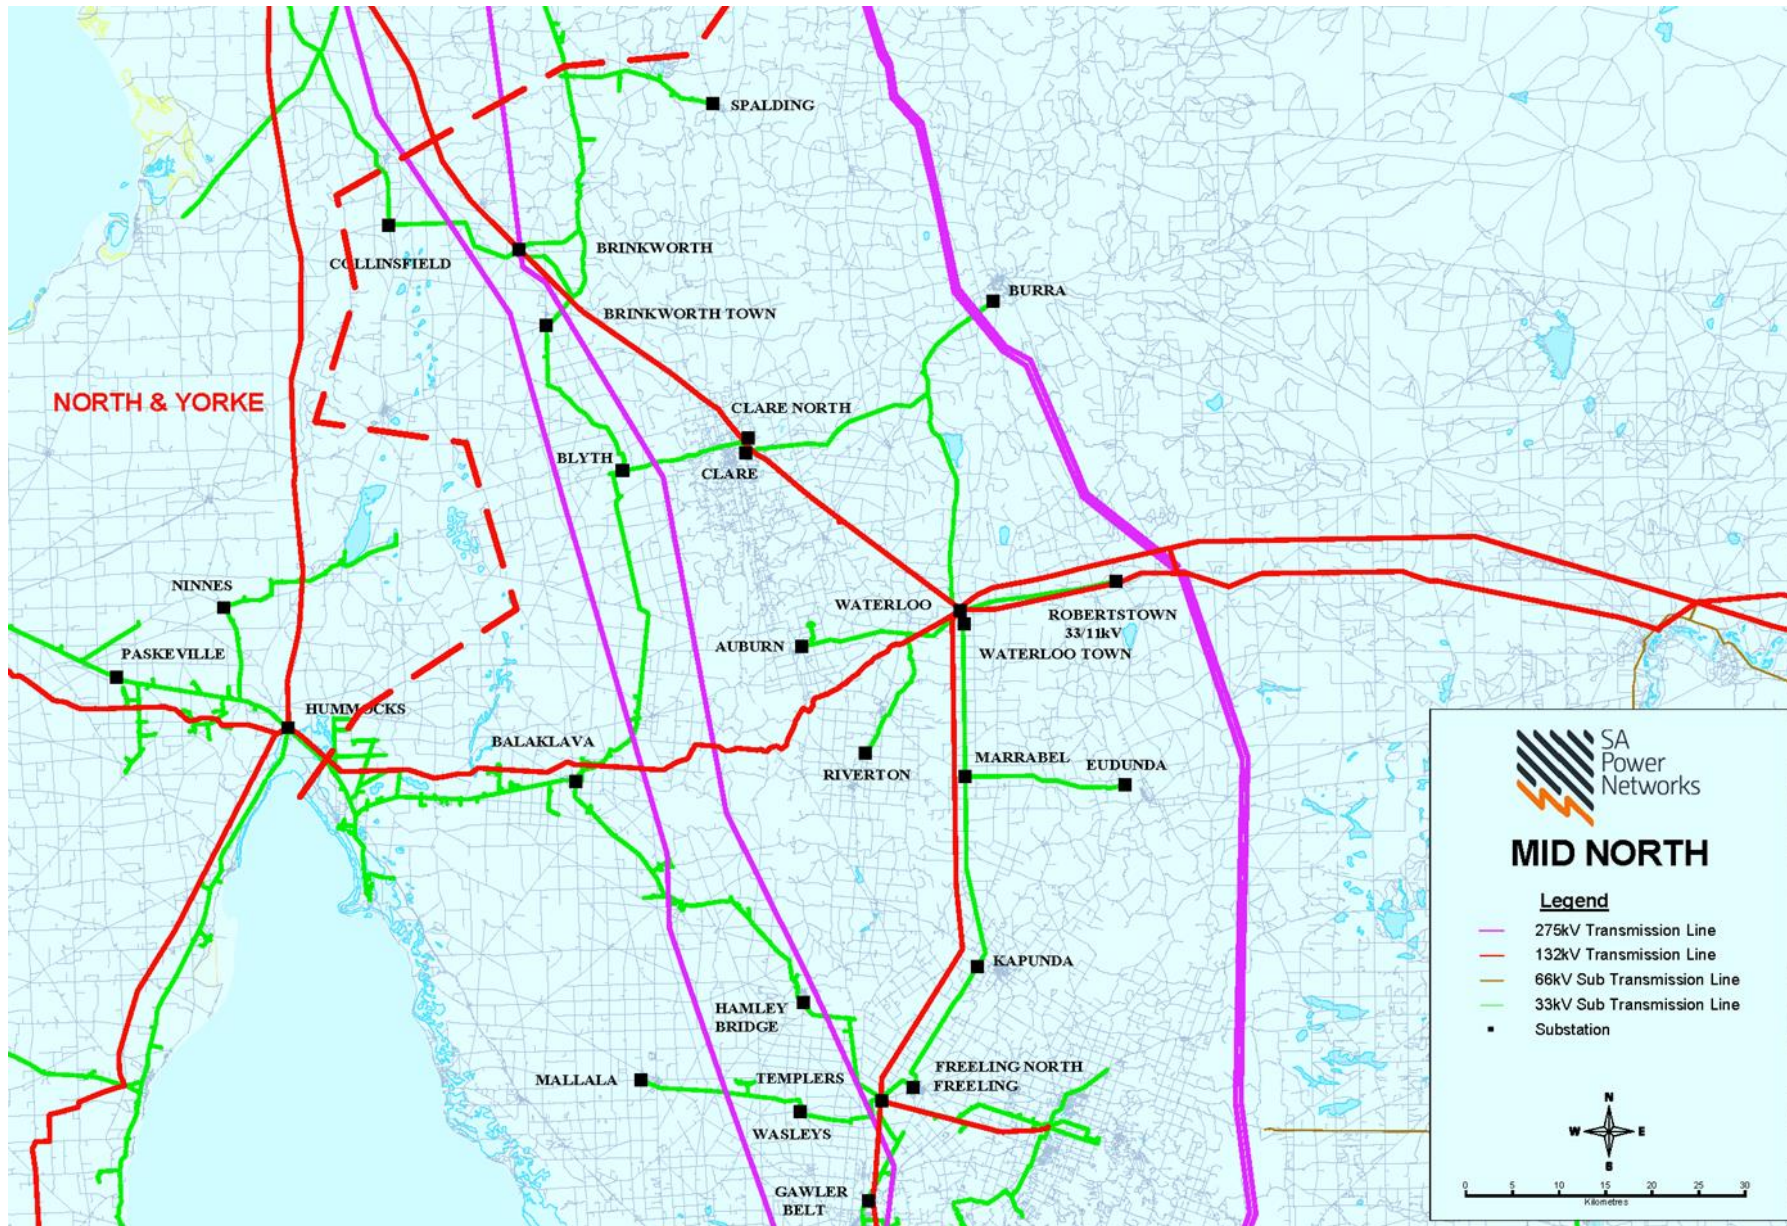 SPALDING
BRINKWORTH
COLLINSFIELD
BURRA
BRINKWORTH TOWN
NORTH & YORKE
CLARE NORTH
BLYTH
CLARE
NINNES
WATERLOO
ROBERTSTOWN
33/11kV
AUBURN
WATERLOO TOWN
PASKEVILLE
HUMMOCKS
BALAKLAVA
RIVERTON
MARRABEL
EUDUNDA
KAPUNDA
HAMLEY
BRIDGE
FREELING NORTH
MALLALA
TEMPLERS
FREELING
WASLEYS
GAWLER
BELT
SA
Power
Networks
MID NORTH
Legend
275kV Transmission Line
132kV Transmission Line
66kV Sub Transmission Line
33kV Sub Transmission Line
Substation
N
W E
S
0 5 10 15 20 25 30
Kilometres